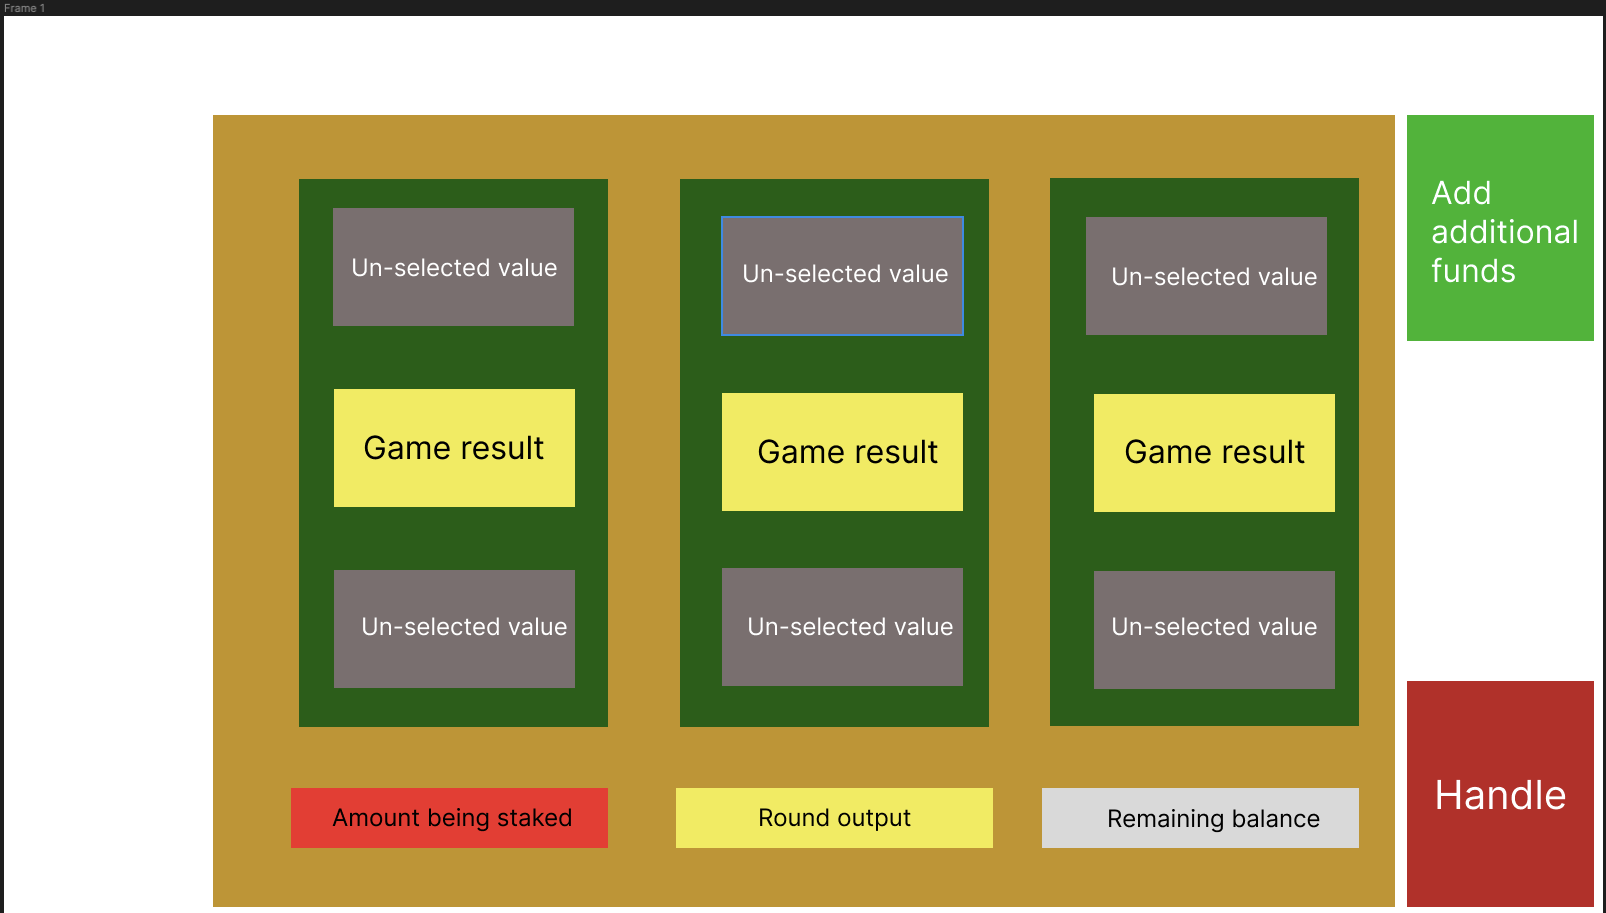 Frame 1
Un-selected value
Un-selected value
Un-selected value
Add
additional
funds
Game result
Game result
Game result
Un-selected value
Un-selected value
Un-selected value
Handle
Amount being staked
Round output
Remaining balance